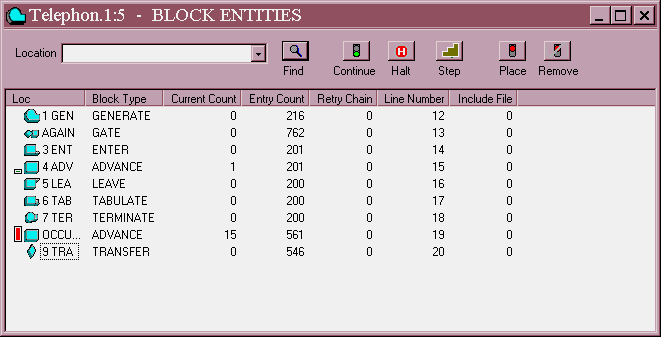 Telephon.1:5 - BLOCK ENTITIES
Location Find Continue Halt Step Place Remove
Loc Block Type Current Count Entry Count Retry Chain Line Number Include File
1 GEN GENERATE 0 216 0 12 0
AGAIN GATE 0 762 0 13 0
3 ENT ENTER 0 201 0 14 0
4 ADV ADVANCE 1 201 0 15 0
5 LEA LEAVE 0 200 0 16 0
6 TAB TABULATE 0 200 0 17 0
7 TER TERMINATE 0 200 0 18 0
OCCU... ADVANCE 15 561 0 19 0
9 TRA TRANSFER 0 546 0 20 0